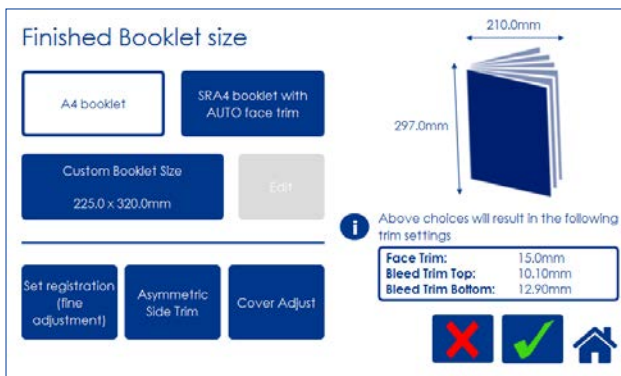 Finished Booklet size
A4 booklet
SRA4 booklet with
AUTO face trim
Custom Booklet Size
225.0 x 320.0mm
Edit
Set registration
(fine
adjustment)
Asymmetric
Side Trim
Cover Adjust
210.0mm
297.0mm
i
Above choices will result in the following
trim settings
Face Trim: 15.0mm
Bleed Trim Top: 10.10mm
Bleed Trim Bottom: 12.90mm